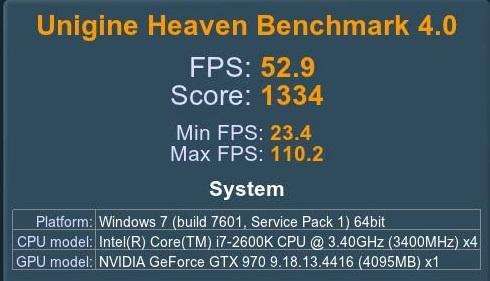 Unigine Heaven Benchmark 4.0
FPS: 52.9
Score: 1334
Min FPS: 23.4
Max FPS: 110.2
System
Platform: Windows 7 (build 7601, Service Pack 1) 64bit
CPU model: Intel(R) Core(TM) i7-2600K CPU @ 3.40GHz (3400MHz) x4
GPU model: NVIDIA GeForce GTX 970 9.18.13.4416 (4095MB) x1